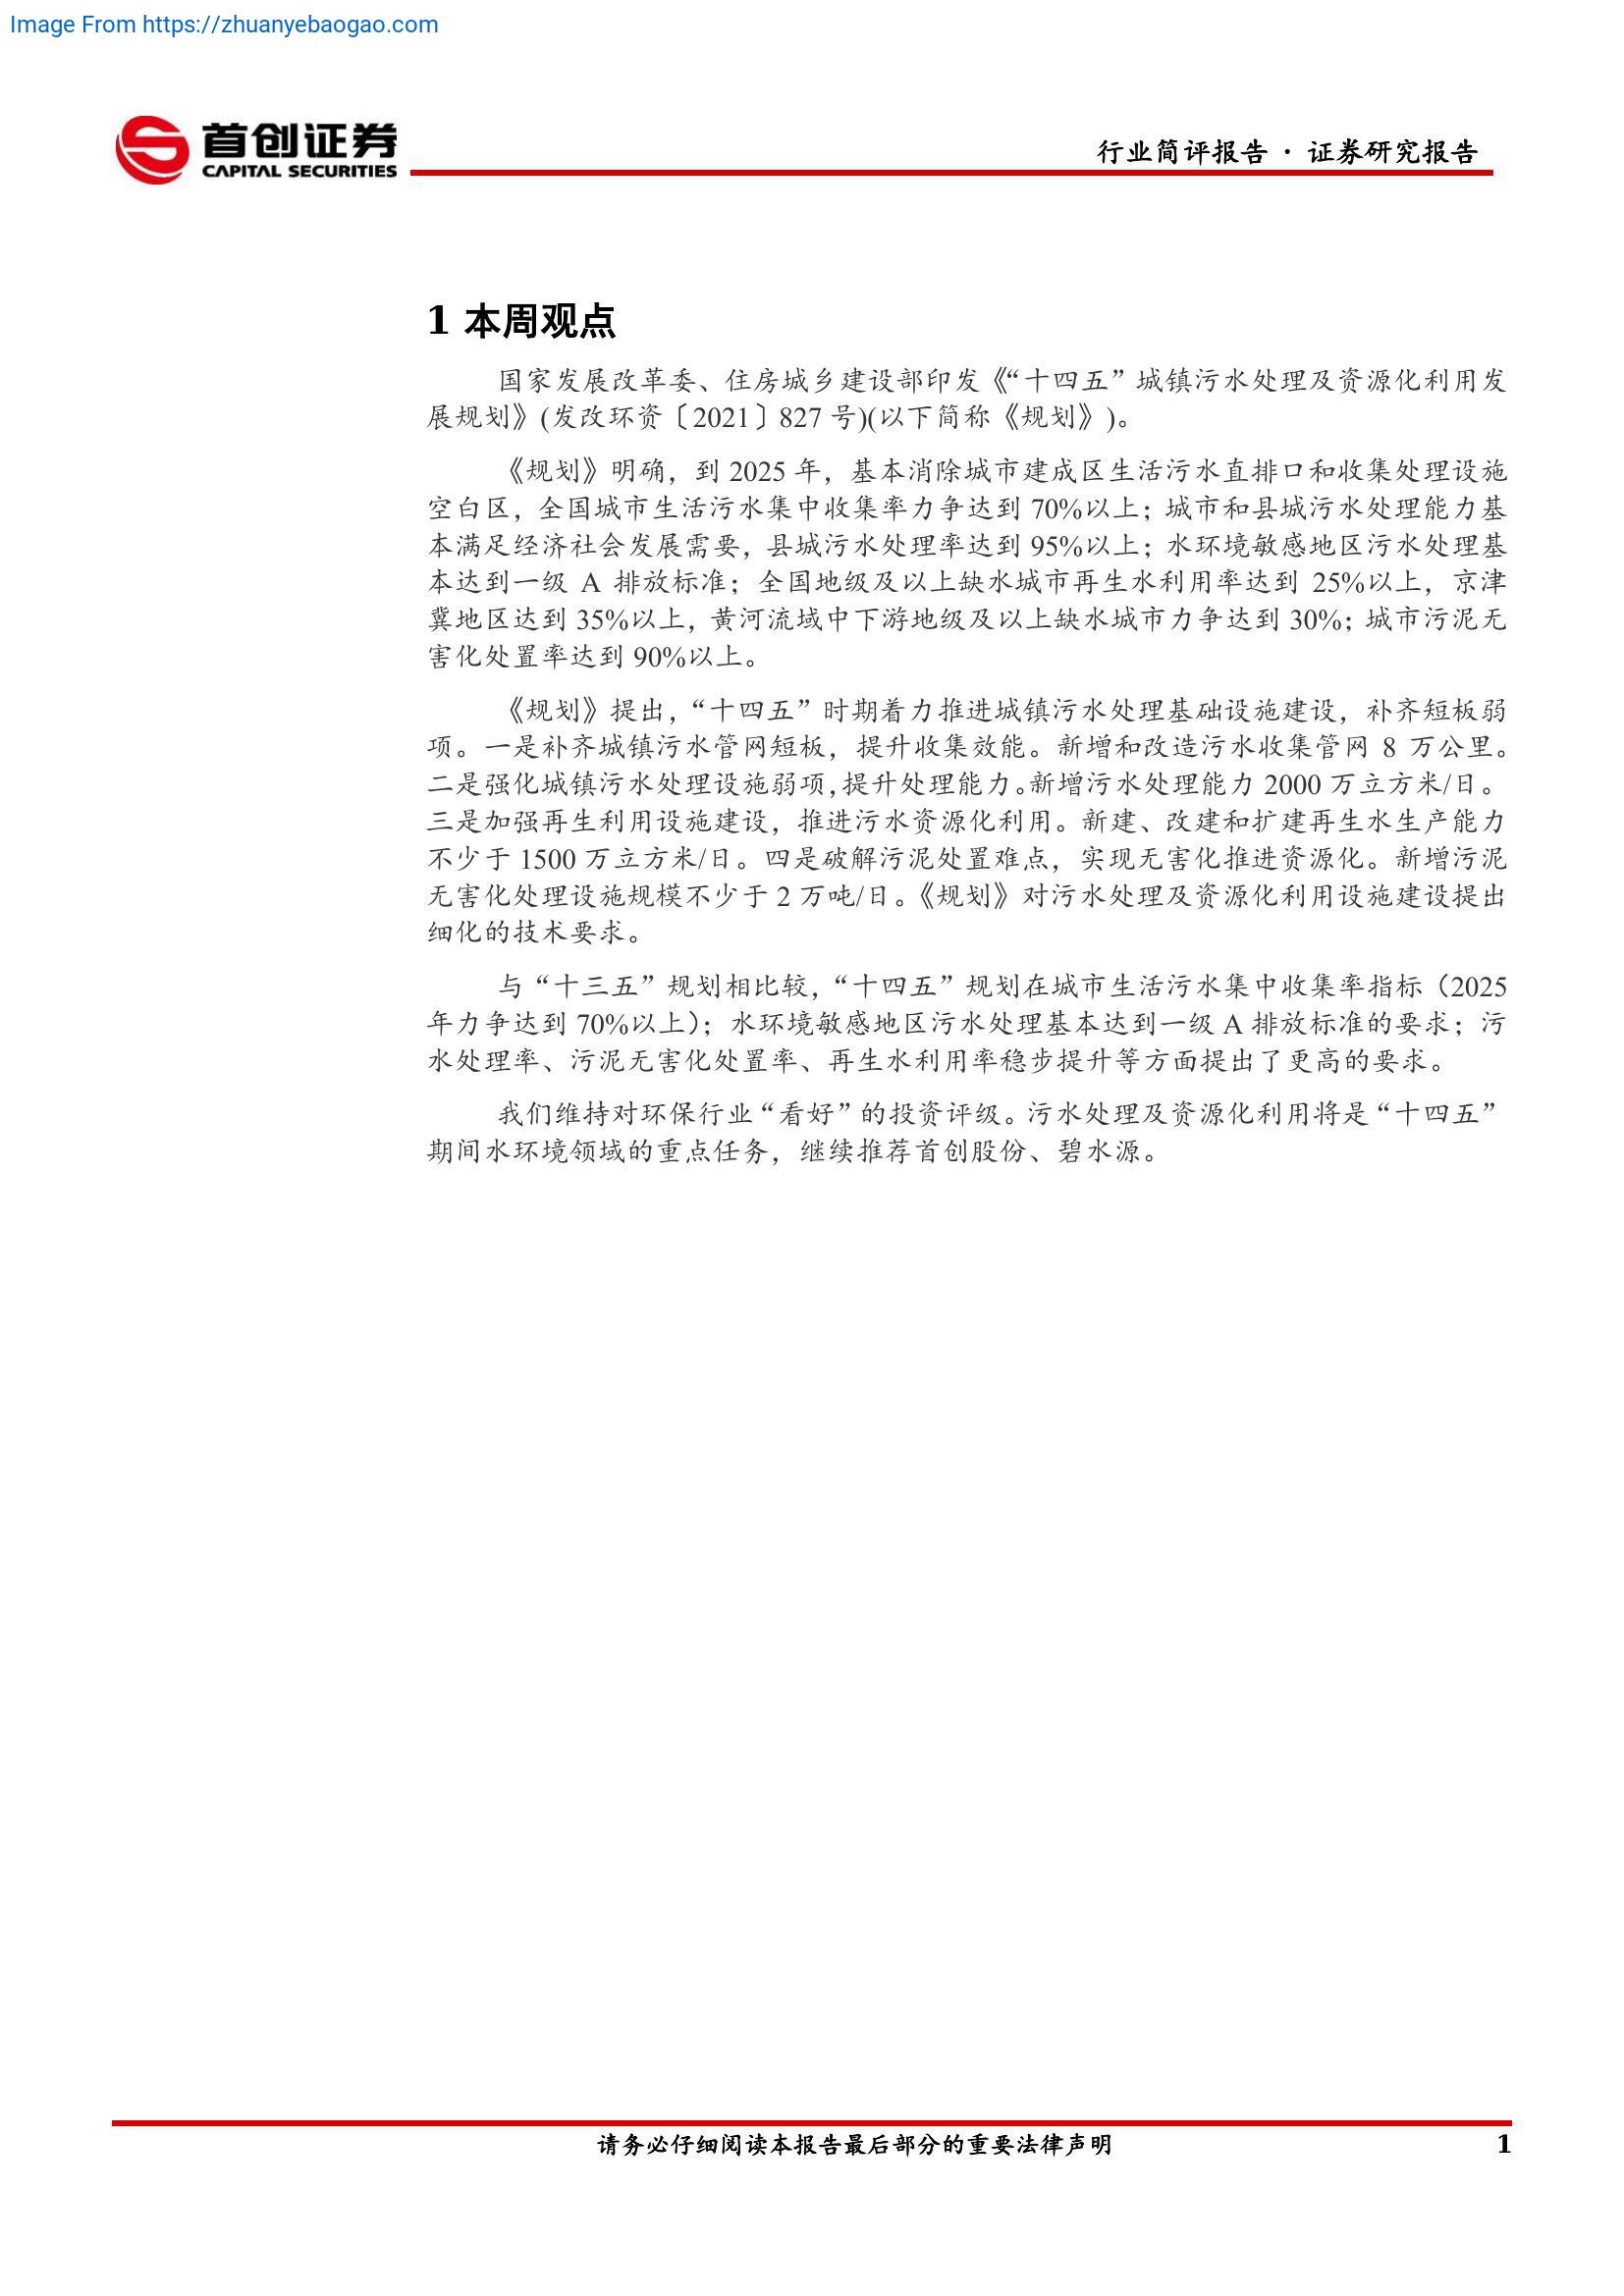 Image From https://zhuanyebaogao.com
首创证券
CAPITAL SECURITIES
行业简评报告 · 证券研究报告
1 本周观点
国家发展改革委、住房城乡建设部印发《“十四五”城镇污水处理及资源化利用发
展规划》(发改环资〔2021〕827 号)(以下简称《规划》)。
《规划》明确，到 2025 年，基本消除城市建成区生活污水直排口和收集处理设施
空白区，全国城市生活污水集中收集率力争达到 70%以上；城市和县城污水处理能力基
本满足经济社会发展需要，县城污水处理率达到 95%以上；水环境敏感地区污水处理基
本达到一级 A 排放标准；全国地级及以上缺水城市再生水利用率达到 25%以上，京津
冀地区达到 35%以上，黄河流域中下游地级及以上缺水城市力争达到 30%；城市污泥无
害化处置率达到 90%以上。
《规划》提出，“十四五”时期着力推进城镇污水处理基础设施建设，补齐短板弱
项。一是补齐城镇污水管网短板，提升收集效能。新增和改造污水收集管网 8 万公里。
二是强化城镇污水处理设施弱项，提升处理能力。新增污水处理能力 2000 万立方米/日。
三是加强再生利用设施建设，推进污水资源化利用。新建、改建和扩建再生水生产能力
不少于 1500 万立方米/日。四是破解污泥处置难点，实现无害化推进资源化。新增污泥
无害化处理设施规模不少于 2 万吨/日。《规划》对污水处理及资源化利用设施建设提出
细化的技术要求。
与“十三五”规划相比较，“十四五”规划在城市生活污水集中收集率指标（2025
年力争达到 70%以上）；水环境敏感地区污水处理基本达到一级 A 排放标准的要求；污
水处理率、污泥无害化处置率、再生水利用率稳步提升等方面提出了更高的要求。
我们维持对环保行业“看好”的投资评级。污水处理及资源化利用将是“十四五”
期间水环境领域的重点任务，继续推荐首创股份、碧水源。
请务必仔细阅读本报告最后部分的重要法律声明
1